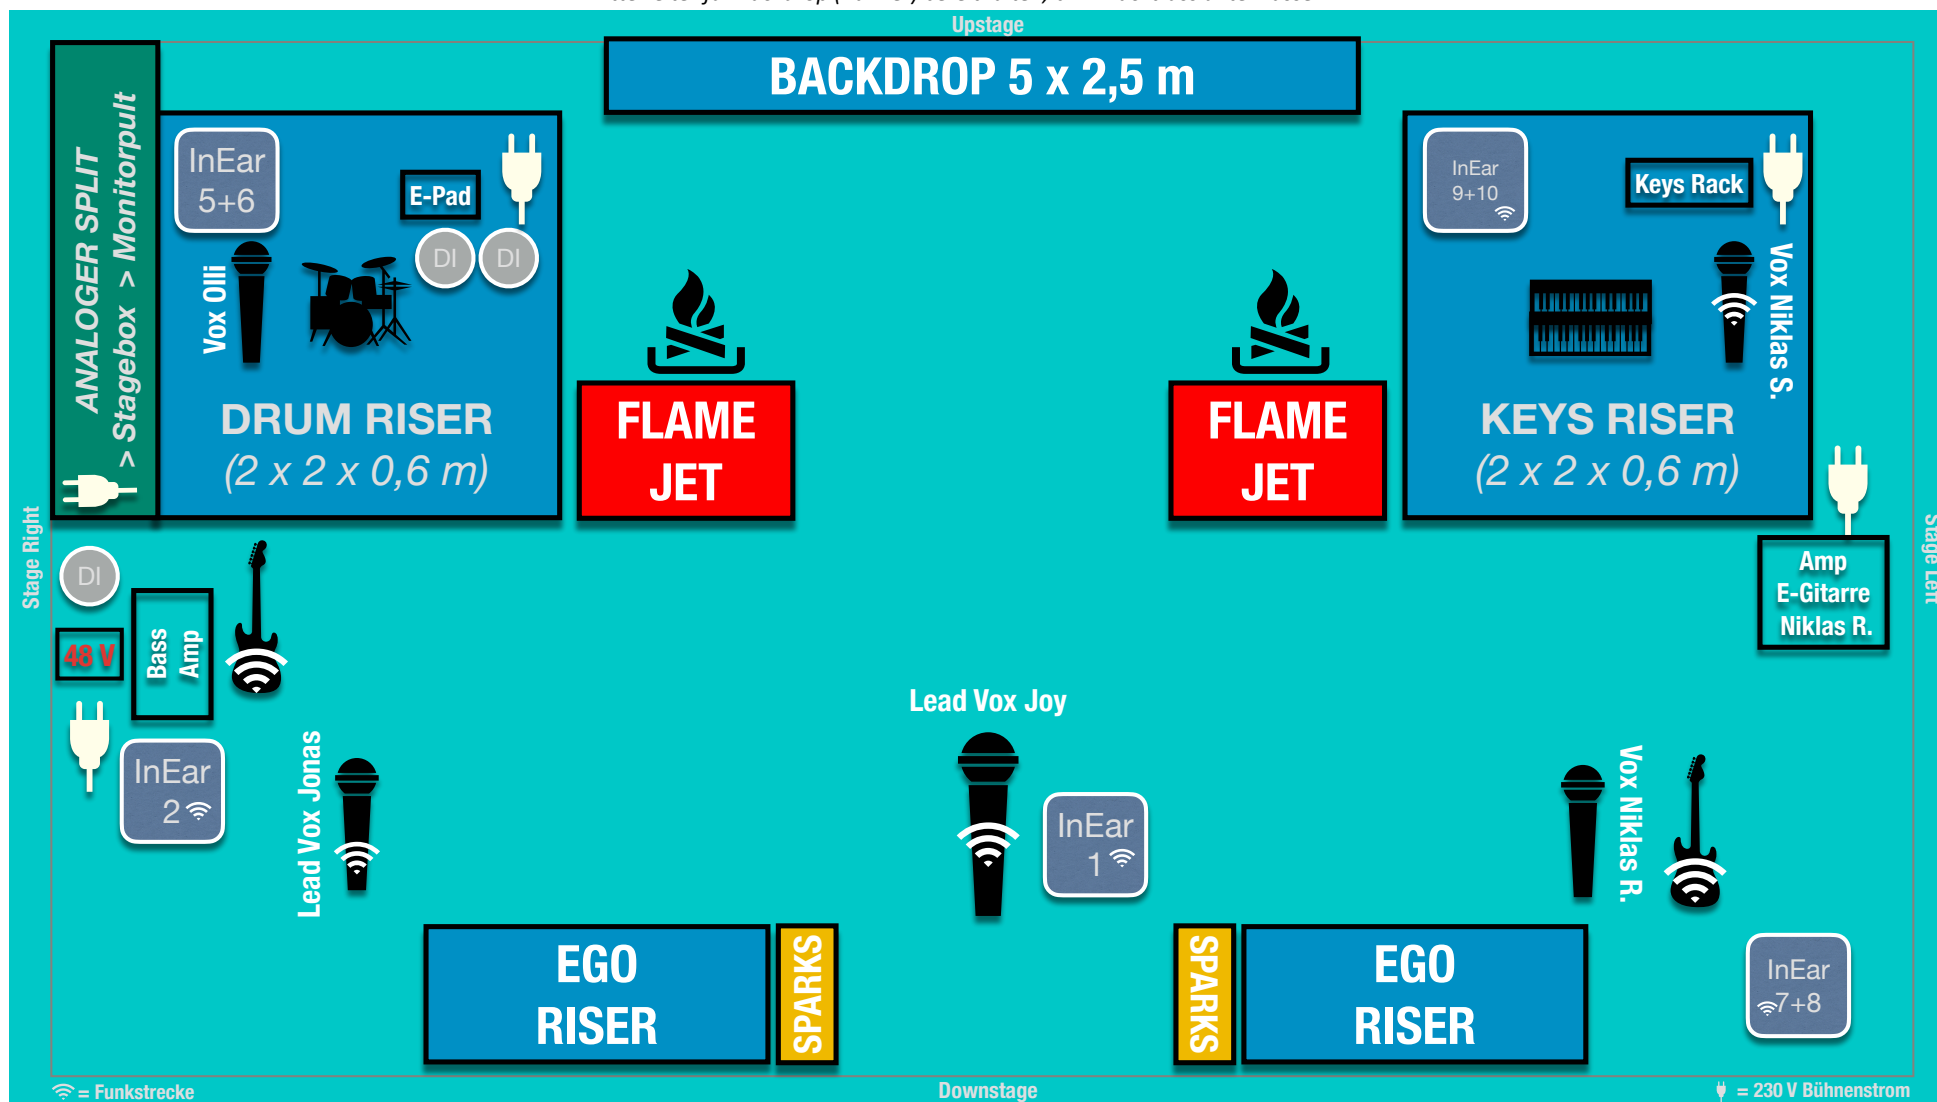 Upstage
BACKDROP 5 x 2,5 m
ANALOGER SPLIT
> Stagebox > Monitorpult
InEar
5+6
E-Pad
DI
DI
Vox Olli
DRUM RISER
(2 x 2 x 0,6 m)
FLAME
JET
FLAME
JET
InEar
9+10
Keys Rack
Vox Niklas S.
KEYS RISER
(2 x 2 x 0,6 m)
Stage Right
Stage Left
DI
48 V
Bass
Amp
Amp
E-Gitarre
Niklas R.
InEar
2
Lead Vox Jonas
Lead Vox Joy
InEar
1
Vox Niklas R.
InEar
7+8
EGO
RISER
SPARKS
SPARKS
EGO
RISER
= Funkstrecke
Downstage
= 230 V Bühnenstrom